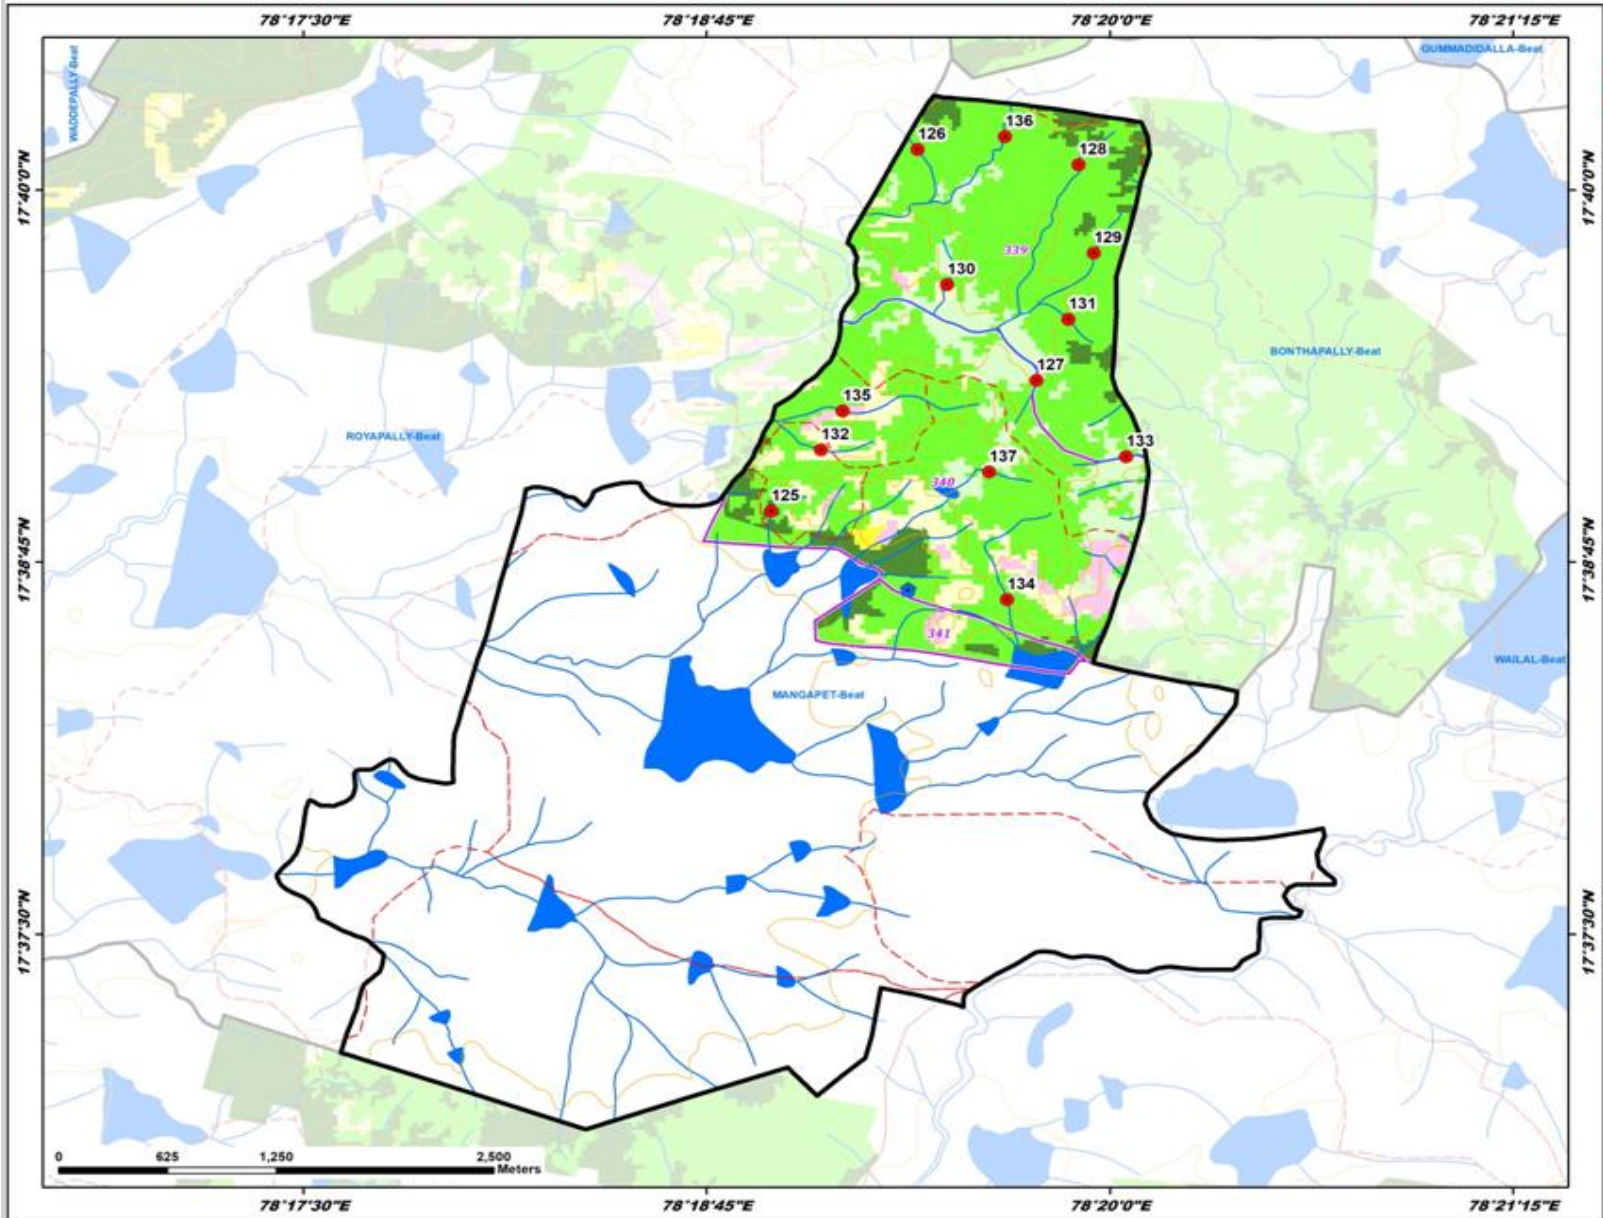 78°17'30"E 78°18'45"E 78°20'0"E 78°21'15"E
WADDEPALLY-Beat
GUMMADIDALLA-Beat
126
136
128
17°40'0"N
17°40'0"N
129
339
130
131
BONTHAPALLY-Beat
127
135
ROYAPALLY-Beat
132
133
137
340
125
17°38'45"N
17°38'45"N
134
341
WAILAL-Beat
MANGAPET-Beat
17°37'30"N
17°37'30"N
0 625 1,250 2,500
Meters
78°17'30"E 78°18'45"E 78°20'0"E 78°21'15"E